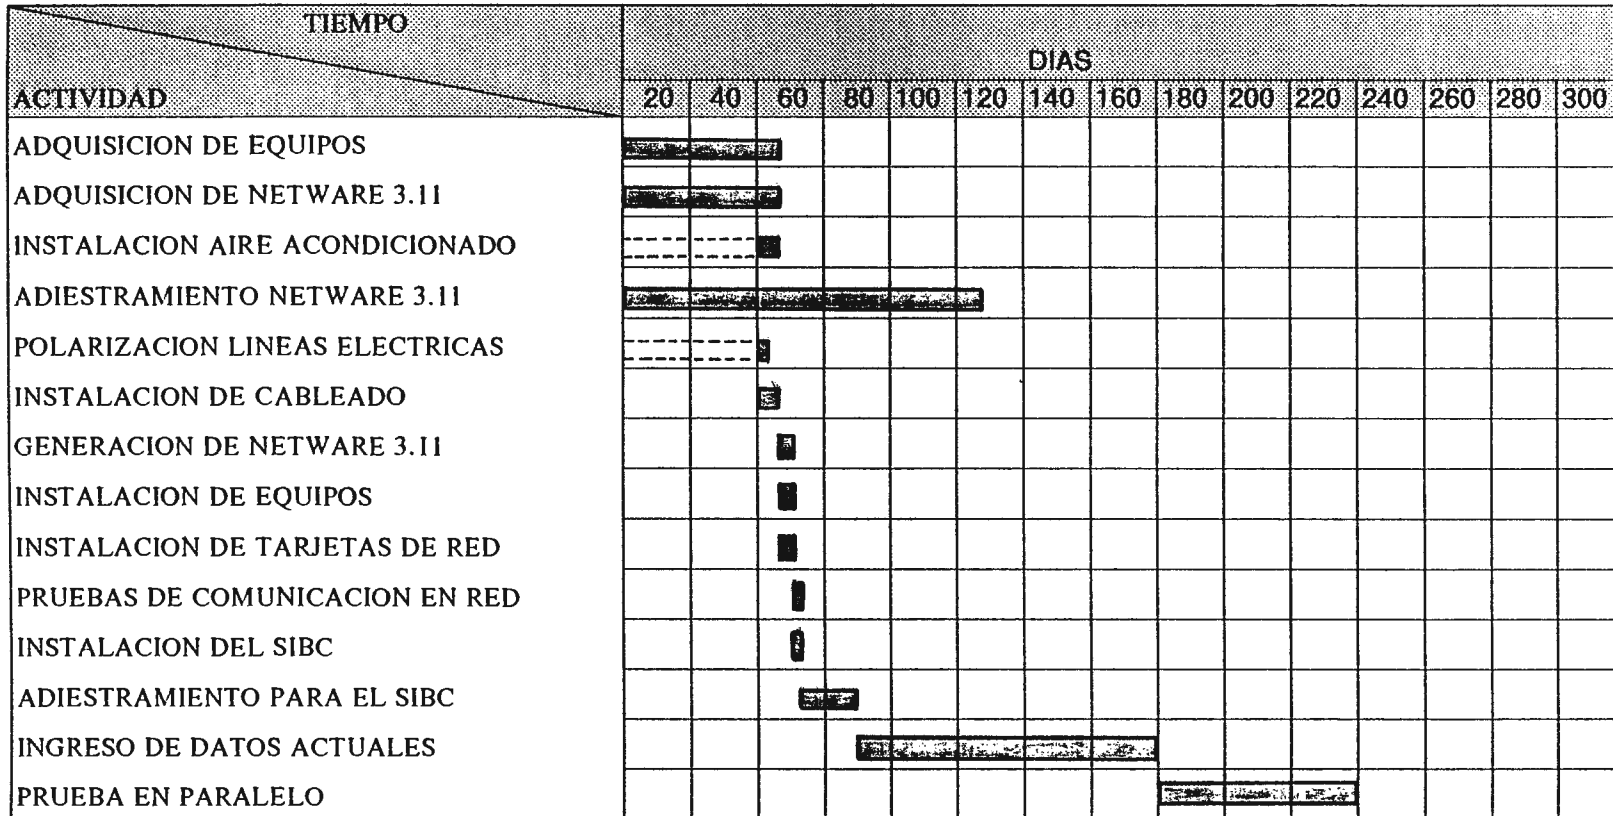 TIEMPO
DIAS
ACTIVIDAD 20 40 60 80 100 120 140 160 180 200 220 240 260 280 300
ADQUISICION DE EQUIPOS
ADQUISICION DE NETWARE 3.11
INSTALACION AIRE ACONDICIONADO
ADIESTRAMIENTO NETWARE 3.11
POLARIZACION LINEAS ELECTRICAS
INSTALACION DE CABLEADO
GENERACION DE NETWARE 3.11
INSTALACION DE EQUIPOS
INSTALACION DE TARJETAS DE RED
PRUEBAS DE COMUNICACION EN RED
INSTALACION DEL SIBC
ADIESTRAMIENTO PARA EL SIBC
INGRESO DE DATOS ACTUALES
PRUEBA EN PARALELO